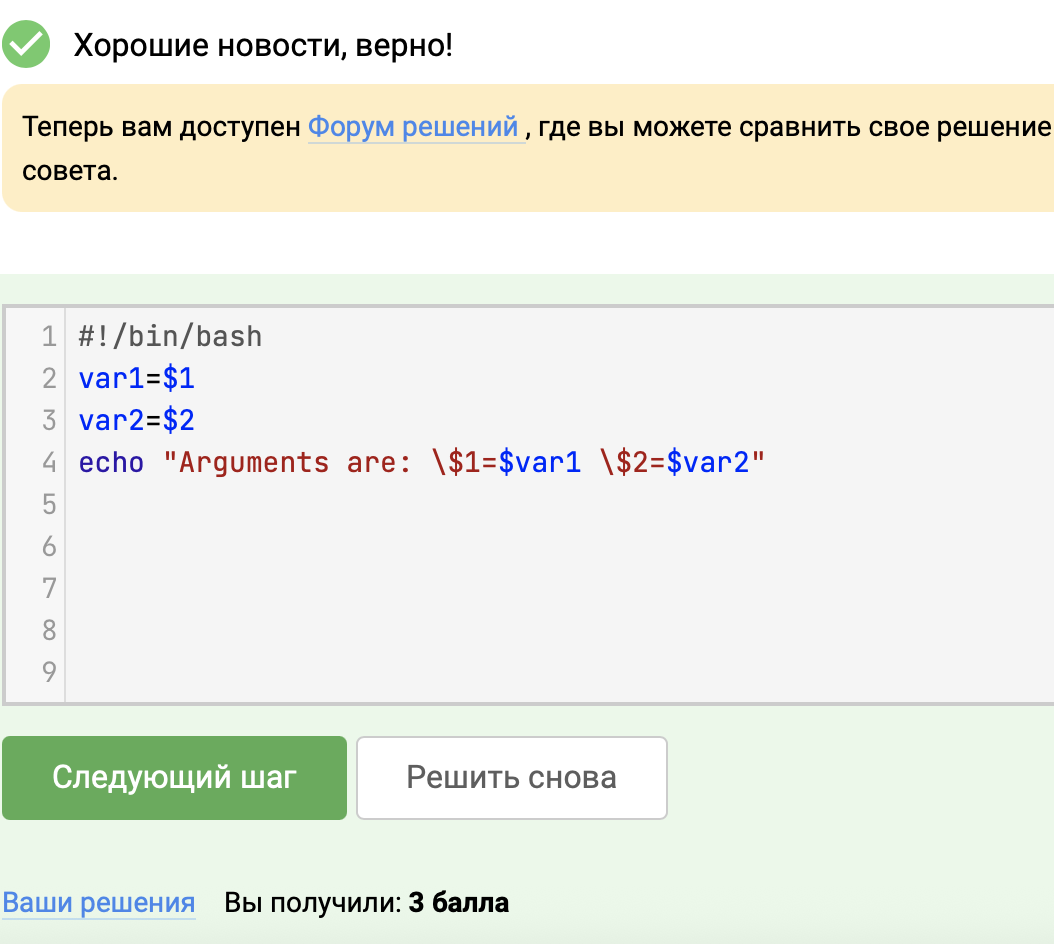 Хорошие новости, верно!
Теперь вам доступен Форум решений , где вы можете сравнить свое решение
совета.
1 #!/bin/bash
2 var1=$1
3 var2=$2
4 echo "Arguments are: \$1=$var1 \$2=$var2"
5
6
7
8
9
Следующий шаг Решить снова
Ваши решения Вы получили: 3 балла